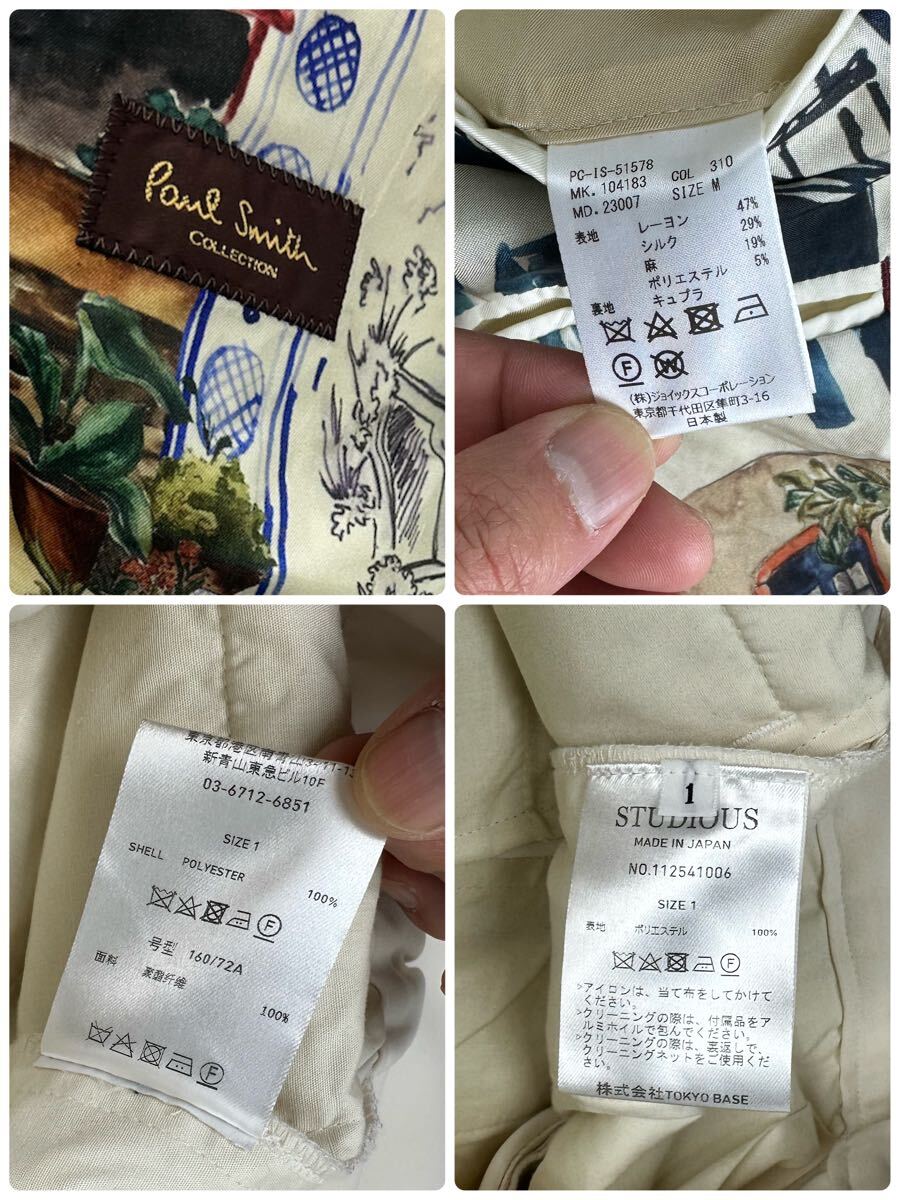 Paul Smith
COLLECTION
PC-IS-51578 COL 310
MK. 104183 SIZE M
MD. 23007
表地 レーヨン 47%
シルク 29%
麻 19%
ポリエステル 5%
裏地 キュプラ
F W
(株)ジョイックスコーポレーション
東京都千代田区隼町3-16
日本製
東京都港区南青山
新青山東急ビル10F
03-6712-6851
SIZE 1
SHELL POLYESTER 100%
F
号型 160/72A
面料 聚酯纤维 100%
F
1
STUDIOUS
MADE IN JAPAN
NO.112541006
SIZE 1
表地 ポリエステル 100%
F
>アイロンは、当て布をしてかけて
ください。
>クリーニングの際は、付属品をア
ルミホイルで包んでください。
>クリーニングの際は、裏返しで、
クリーニングネットをご使用くだ
さい。
株式会社TOKYO BASE